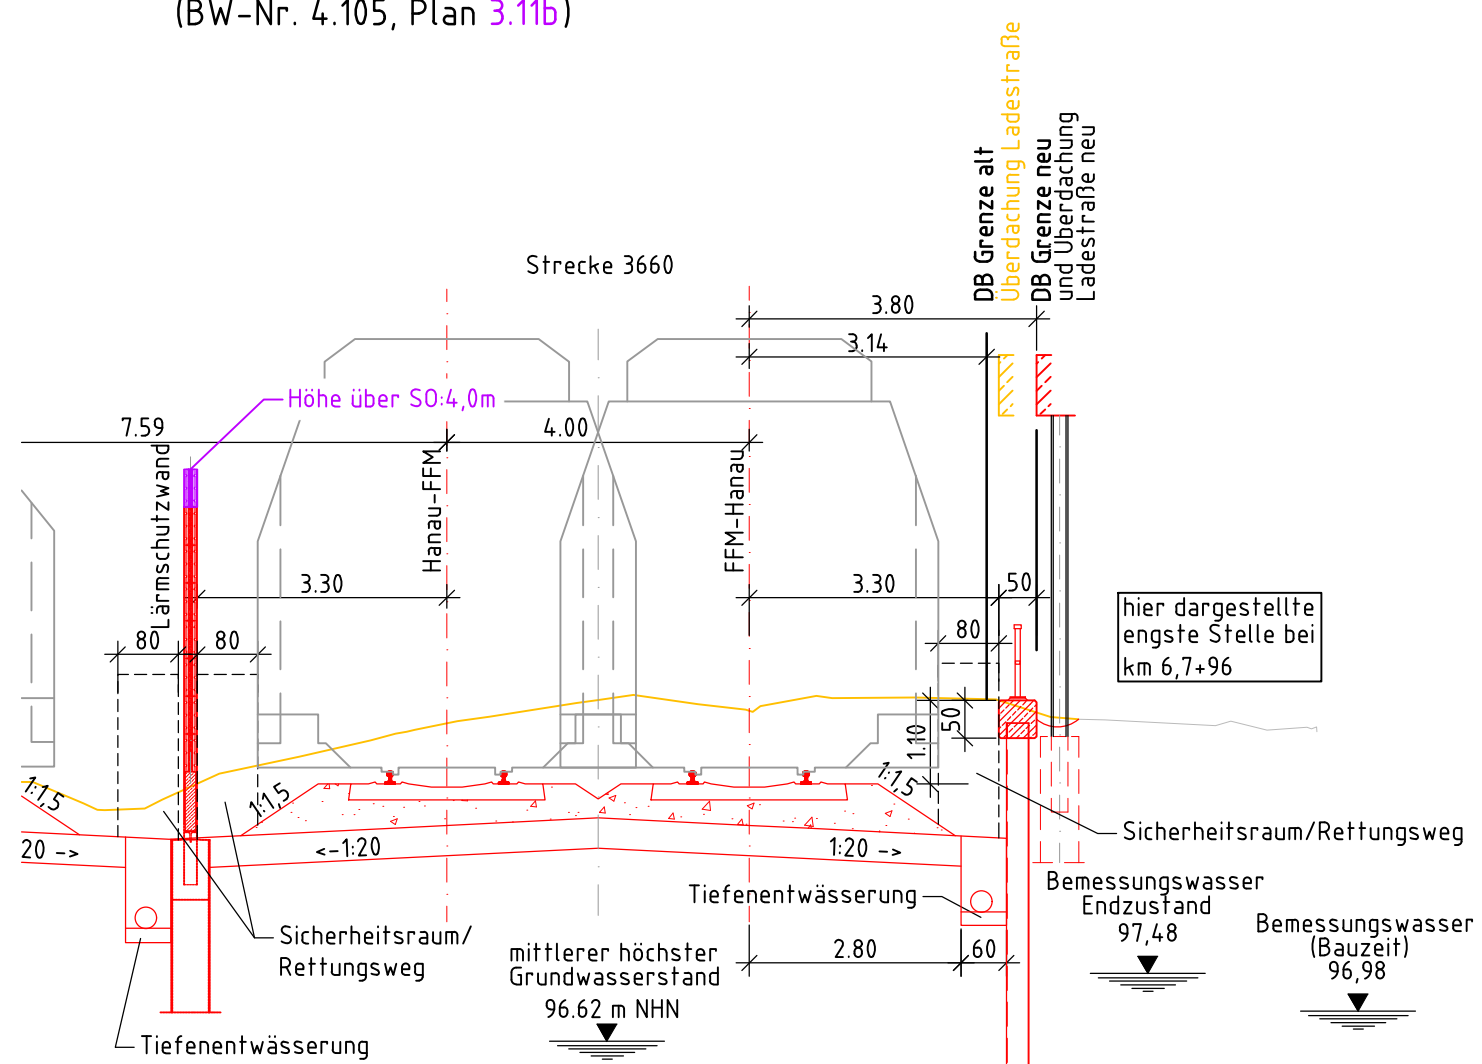 (BW-Nr. 4.105, Plan 3.11b)
DB Grenze alt
Überdachung Ladestraße
DB Grenze neu
und Überdachung
Ladestraße neu
Strecke 3660
3.80
3.14
Höhe über SO:4,0m
7.59
4.00
Lärmschutzwand
Hanau-FFM
FFM-Hanau
3.30
3.30
50
80
80
80
hier dargestellte
engste Stelle bei
km 6,7+96
1.10
50
1:1,5
1:1,5
1:1,5
20 ->
<-1:20
1:20 ->
Sicherheitsraum/Rettungsweg
Tiefenentwässerung
Bemessungswasser
Endzustand
97,48
Bemessungswasser
(Bauzeit)
96,98
Sicherheitsraum/
Rettungsweg
mittlerer höchster
Grundwasserstand
96.62 m NHN
2.80
60
Tiefenentwässerung